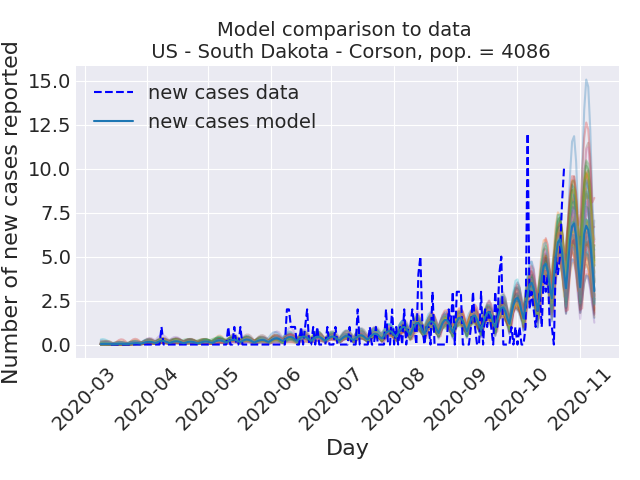 Model comparison to data
US - South Dakota - Corson, pop. = 4086
Number of new cases reported
15.0
12.5
10.0
7.5
5.0
2.5
0.0
new cases data
new cases model
2020-03
2020-04
2020-05
2020-06
2020-07
2020-08
2020-09
2020-10
2020-11
Day